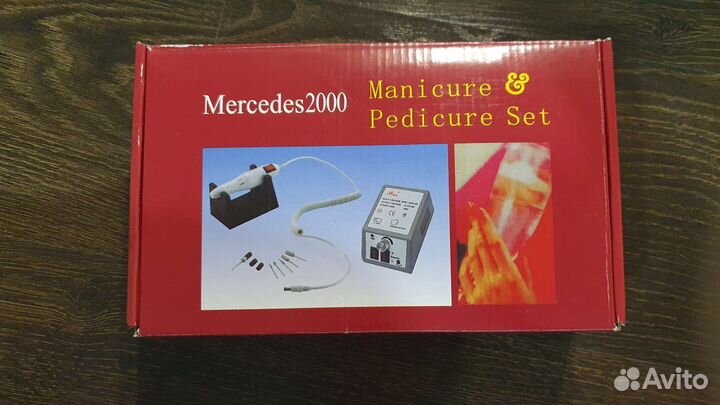 Mercedes2000
Manicure &
Pedicure Set
Avito